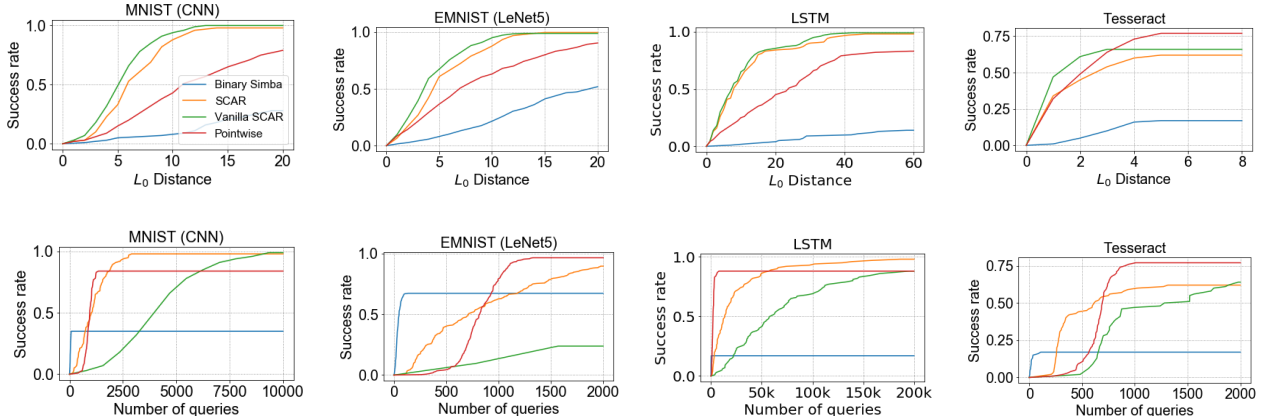 MNIST (CNN)
Success rate
1.0
0.5
0.0
Binary Simba
SCAR
Vanilla SCAR
Pointwise
0 5 10 15 20
L0 Distance
EMNIST (LeNet5)
Success rate
1.0
0.5
0.0
0 5 10 15 20
L0 Distance
LSTM
Success rate
1.0
0.5
0.0
0 20 40 60
L0 Distance
Tesseract
Success rate
0.75
0.50
0.25
0.00
0 2 4 6 8
L0 Distance
MNIST (CNN)
Success rate
1.0
0.5
0.0
0 2500 5000 7500 10000
Number of queries
EMNIST (LeNet5)
Success rate
1.0
0.5
0.0
0 500 1000 1500 2000
Number of queries
LSTM
Success rate
1.0
0.5
0.0
0 50k 100k 150k 200k
Number of queries
Tesseract
Success rate
0.75
0.50
0.25
0.00
0 500 1000 1500 2000
Number of queries